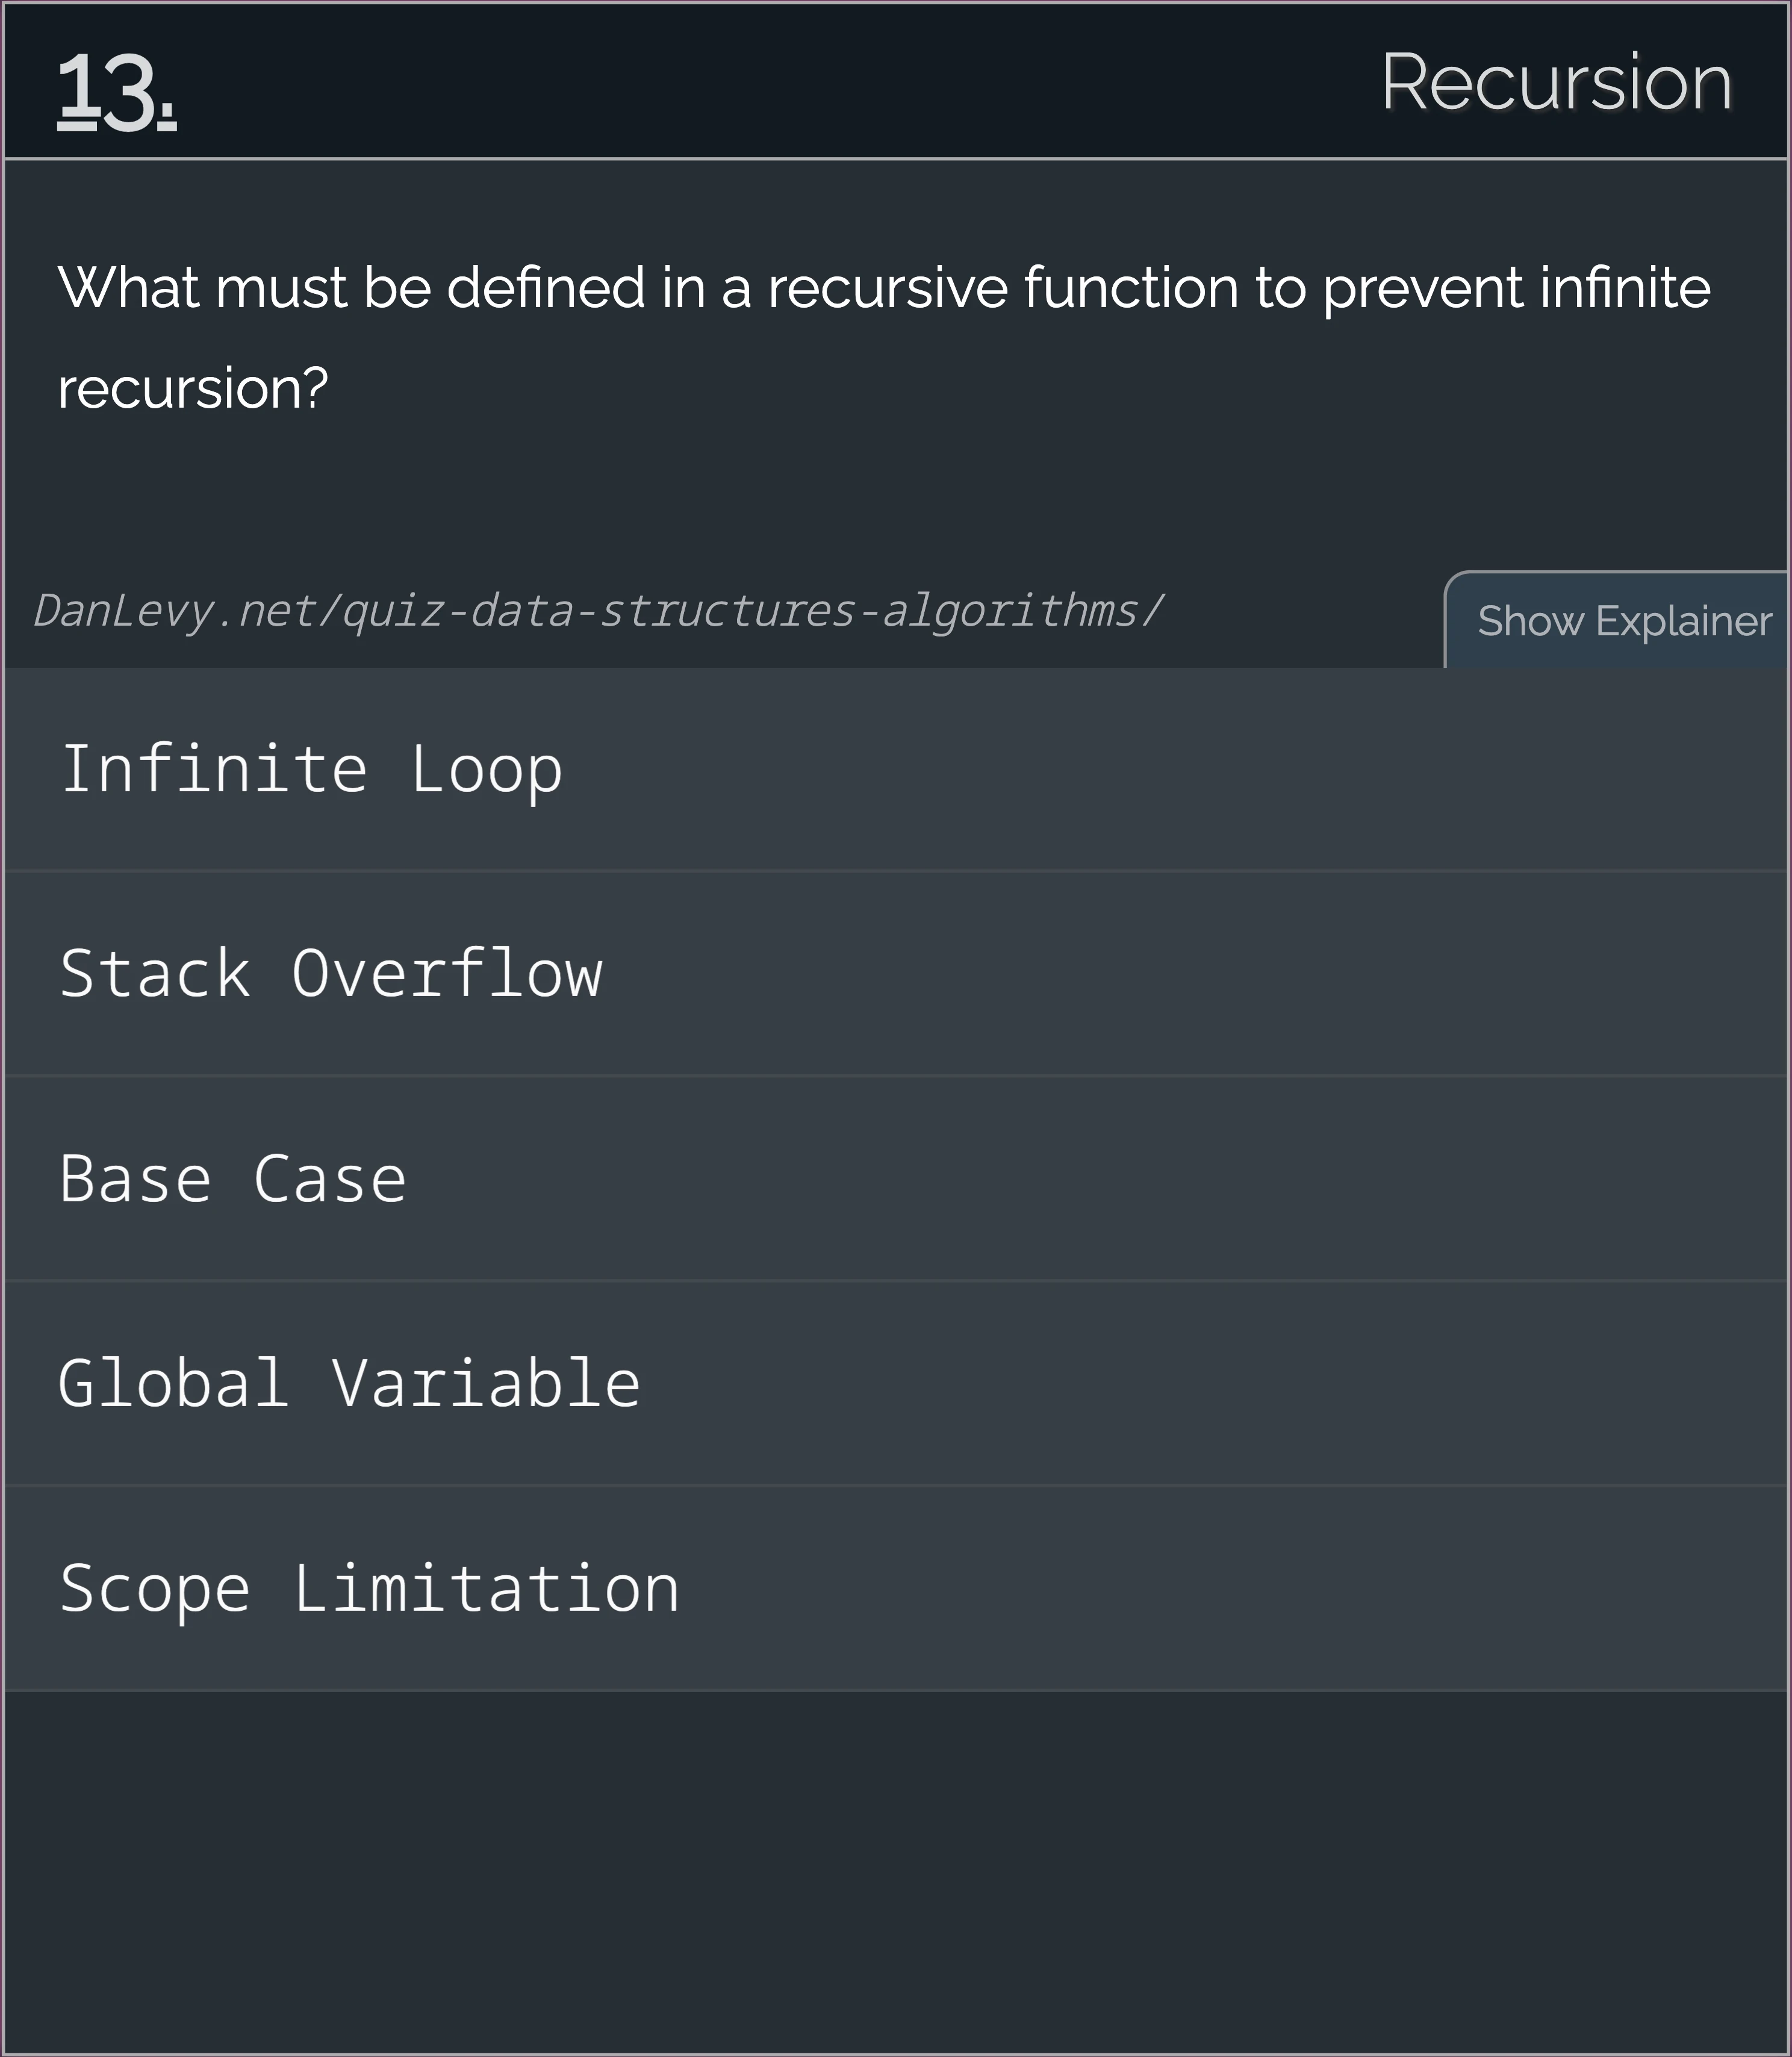 13.
Recursion
What must be defined in a recursive function to prevent infinite
recursion?
DanLevy.net/quiz-data-structures-algorithms/
Show Explainer
Infinite Loop
Stack Overflow
Base Case
Global Variable
Scope Limitation